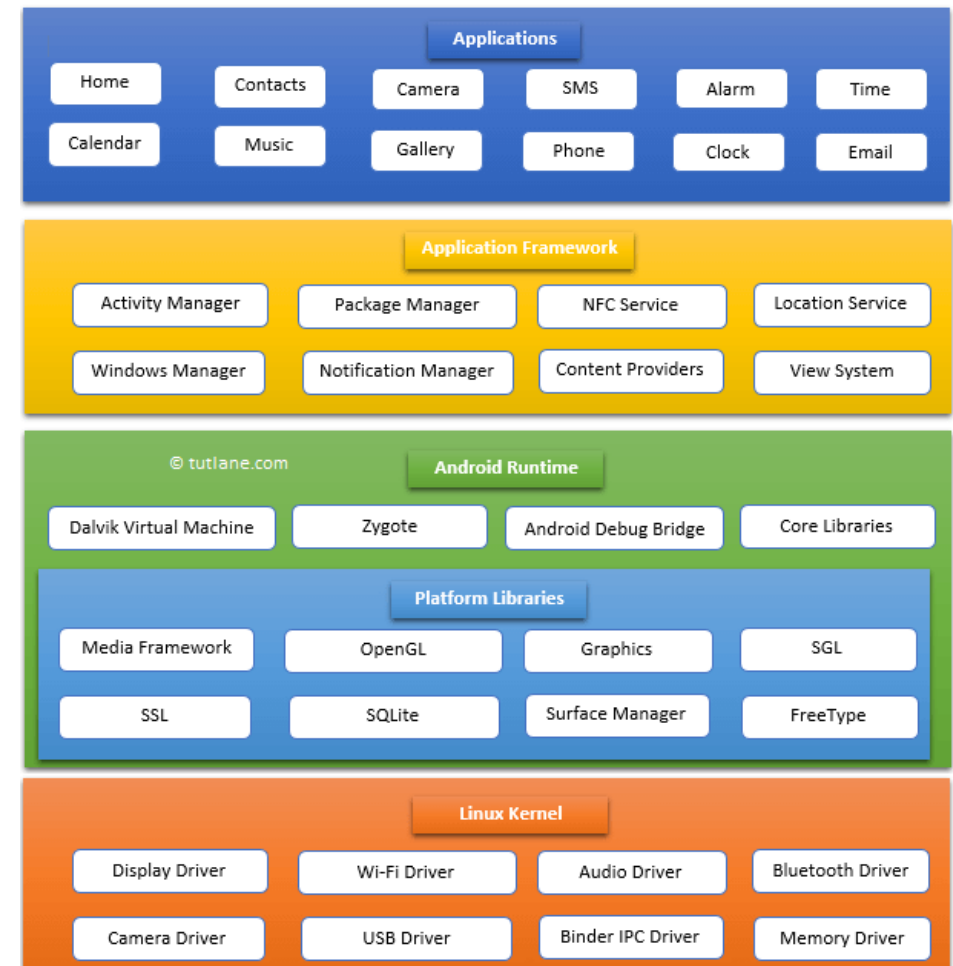 Applications
Home Contacts Camera SMS Alarm Time
Calendar Music Gallery Phone Clock Email
Application Framework
Activity Manager Package Manager NFC Service Location Service
Windows Manager Notification Manager Content Providers View System
© tutlane.com
Android Runtime
Dalvik Virtual Machine Zygote Android Debug Bridge Core Libraries
Platform Libraries
Media Framework OpenGL Graphics SGL
SSL SQLite Surface Manager FreeType
Linux Kernel
Display Driver Wi-Fi Driver Audio Driver Bluetooth Driver
Camera Driver USB Driver Binder IPC Driver Memory Driver